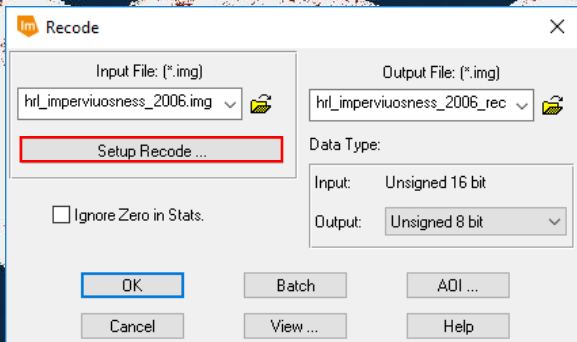 Im Recode
Input File: (*.img)
hrl_imperviuosness_2006.img
Setup Recode ...
Ignore Zero in Stats.
Output File: (*.img)
hrl_imperviuosness_2006_rec
Data Type:
Input: Unsigned 16 bit
Output: Unsigned 8 bit
OK Batch AOI ...
Cancel View ... Help